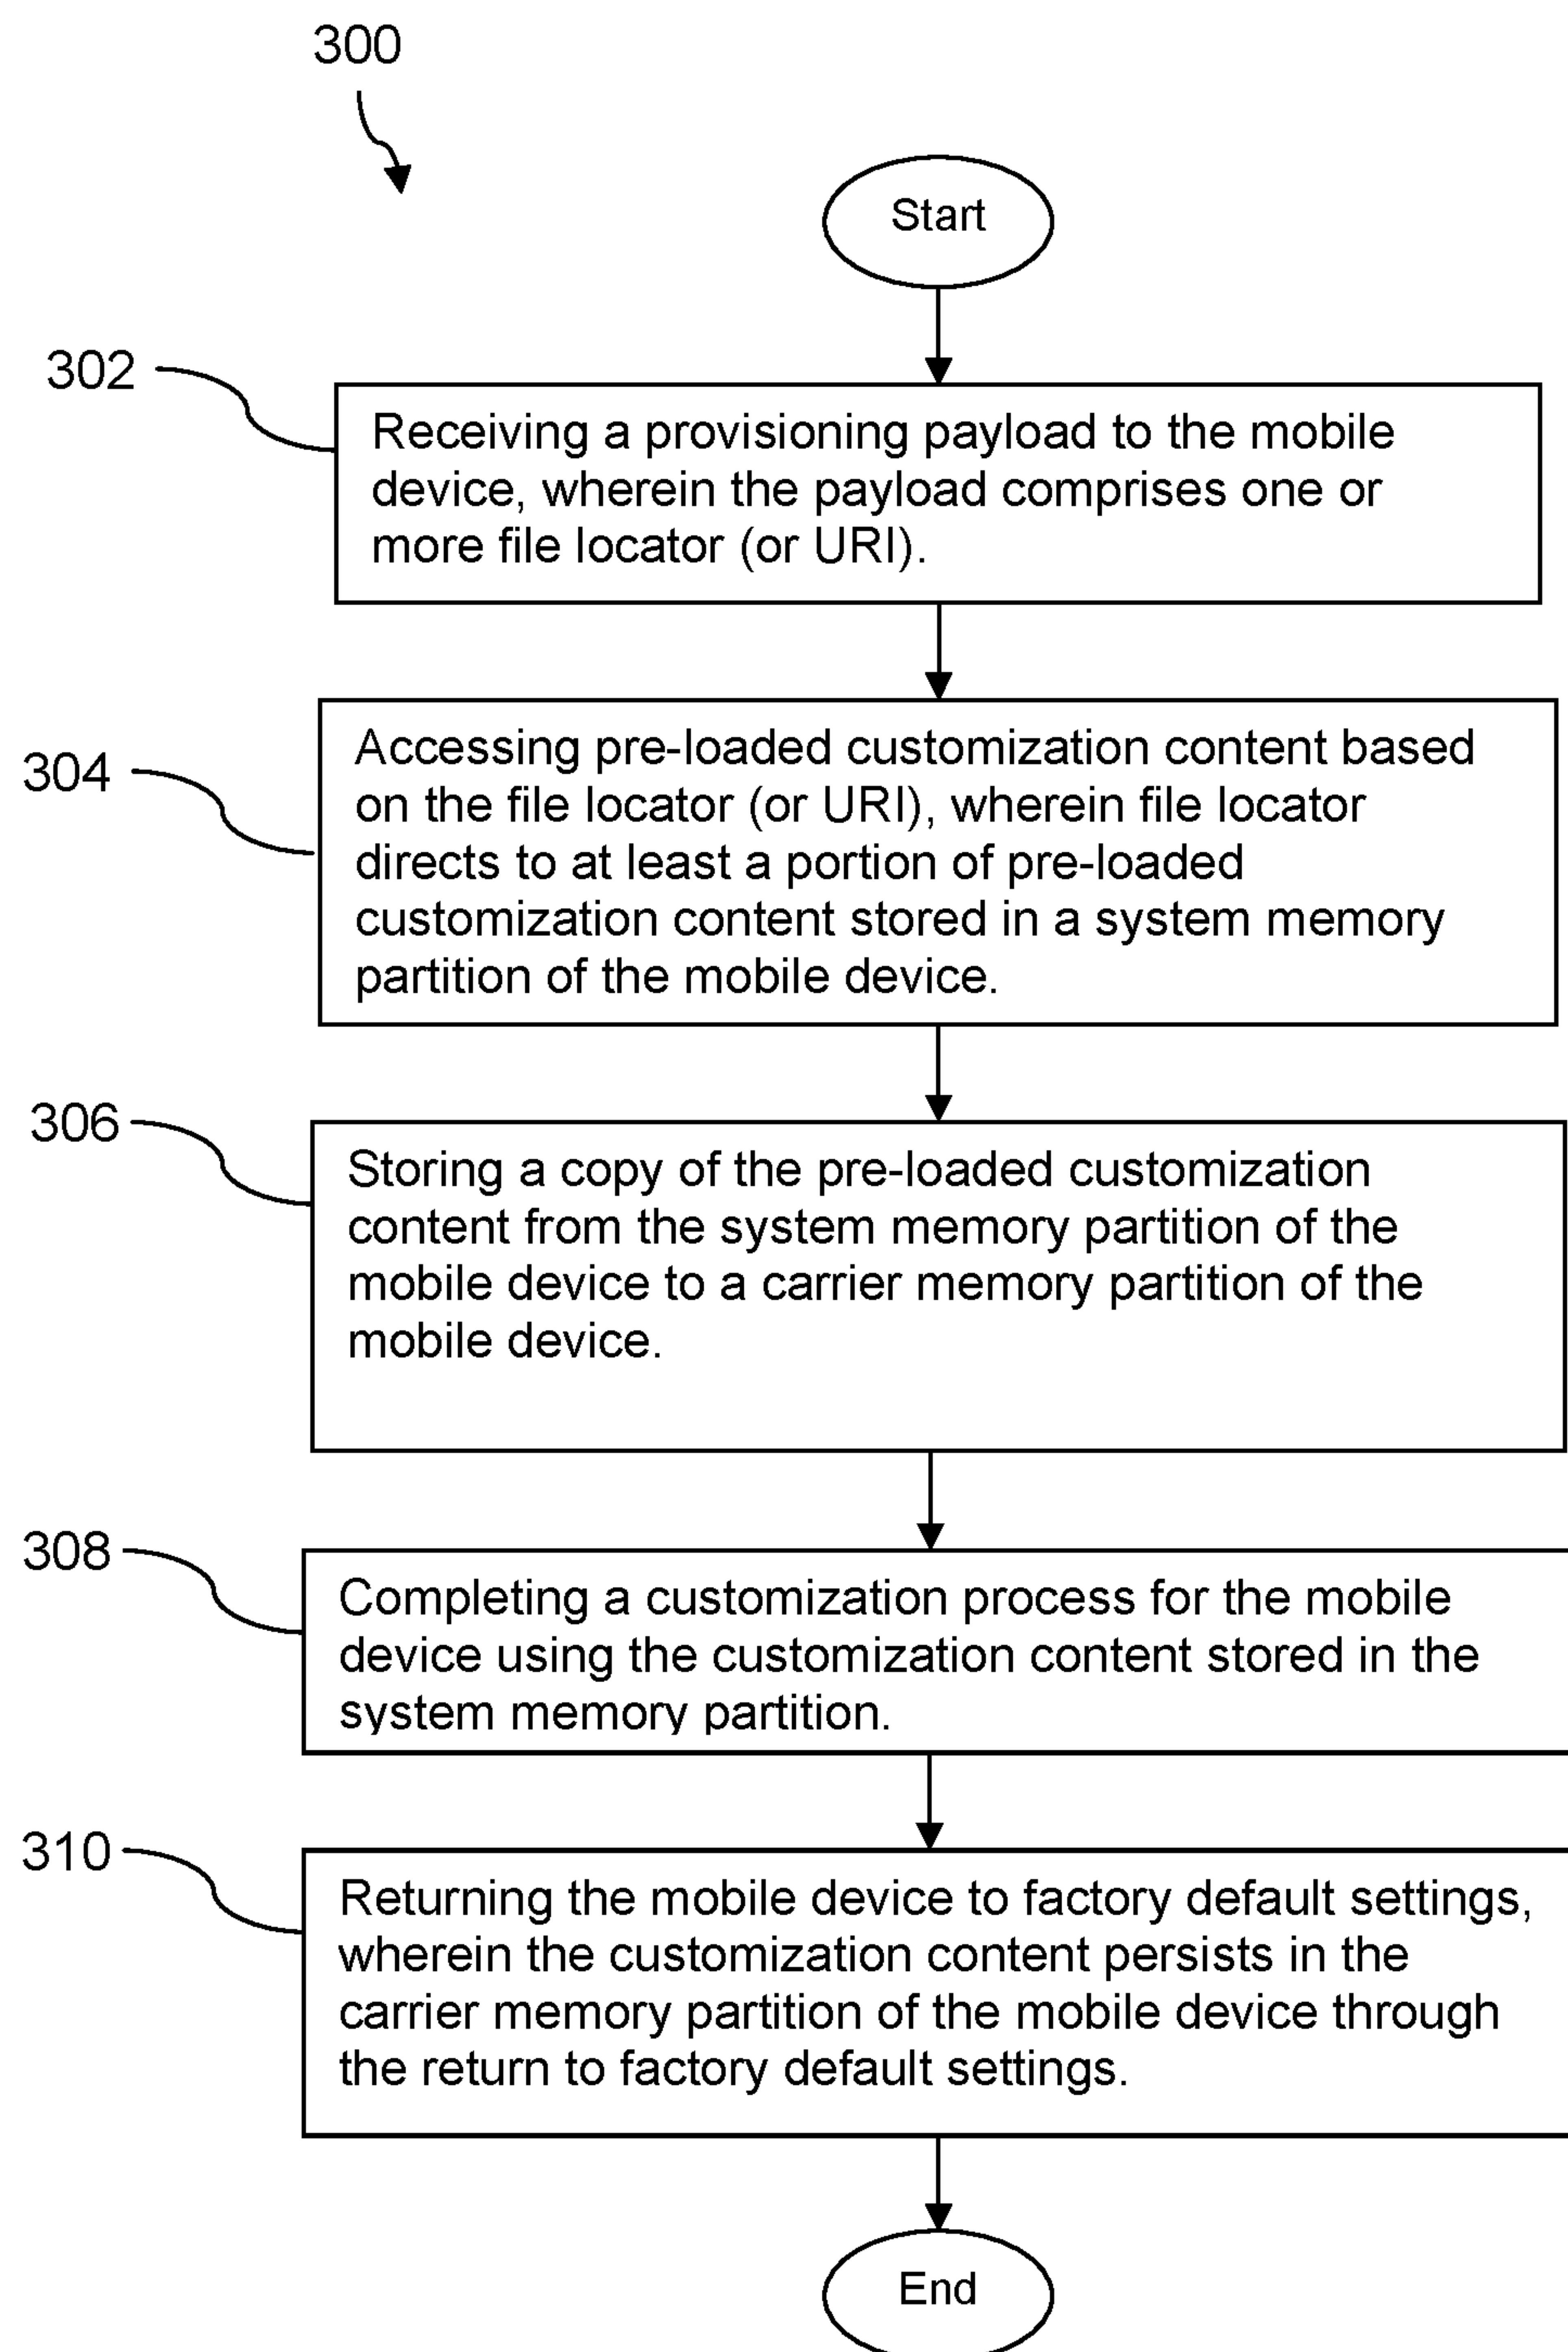 300
Start
302
Receiving a provisioning payload to the mobile
device, wherein the payload comprises one or
more file locator (or URI).
304
Accessing pre-loaded customization content based
on the file locator (or URI), wherein file locator
directs to at least a portion of pre-loaded
customization content stored in a system memory
partition of the mobile device.
306
Storing a copy of the pre-loaded customization
content from the system memory partition of the
mobile device to a carrier memory partition of the
mobile device.
308
Completing a customization process for the mobile
device using the customization content stored in the
system memory partition.
310
Returning the mobile device to factory default settings,
wherein the customization content persists in the
carrier memory partition of the mobile device through
the return to factory default settings.
End